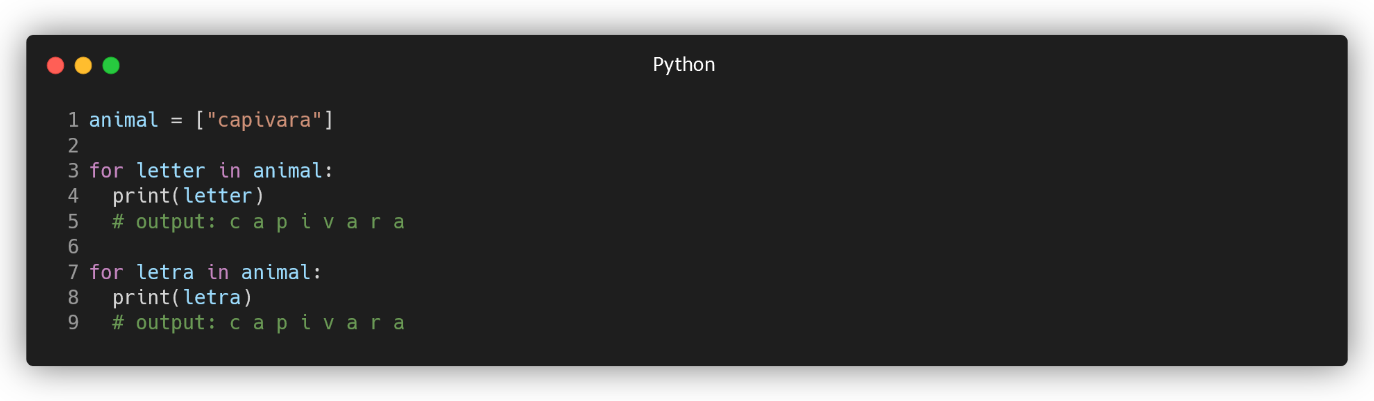 Python
1 animal = ["capivara"]
2
3 for letter in animal:
4   print(letter)
5   # output: c a p i v a r a
6
7 for letra in animal:
8   print(letra)
9   # output: c a p i v a r a